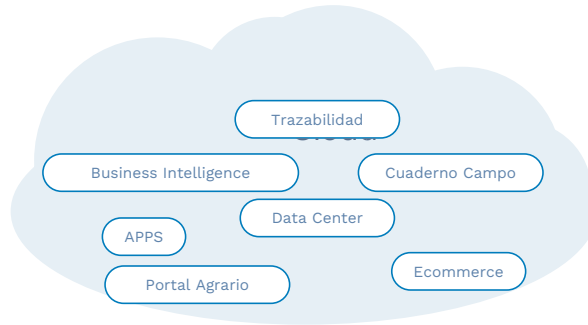 Trazabilidad
Business Intelligence
Cuaderno Campo
Data Center
APPS
Ecommerce
Portal Agrario